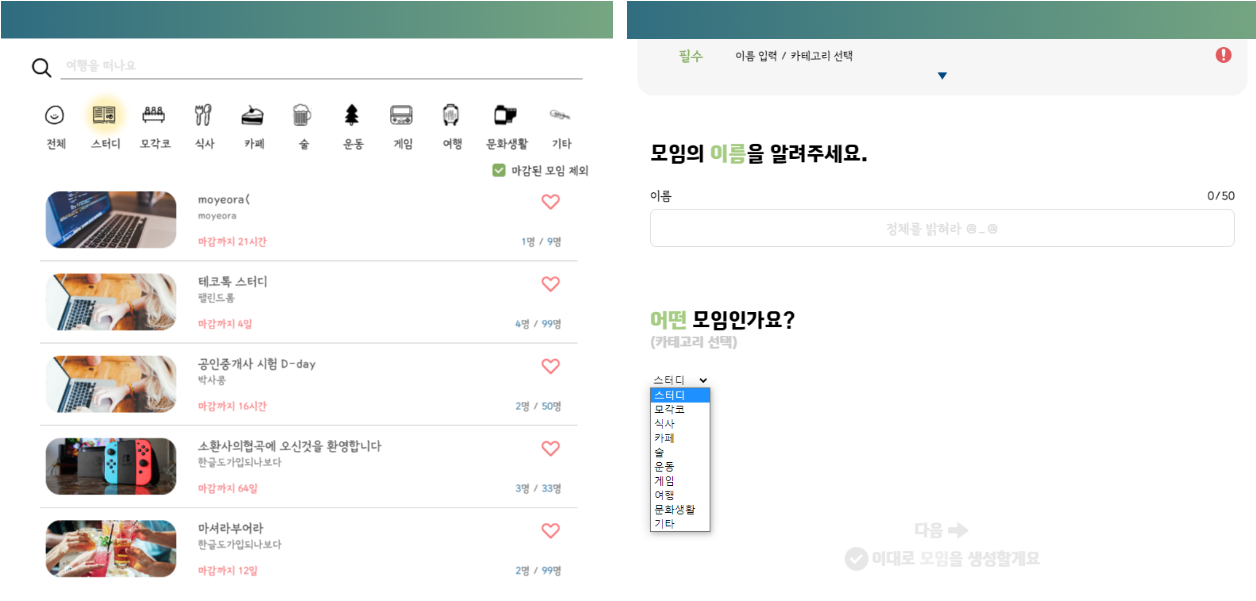 여행을 떠나요
전체 스터디 모각코 식사 카페 술 운동 게임 여행 문화생활 기타
마감된 모임 제외
moyeora(
moyeora
마감까지 21시간
1명 / 9명
테코톡 스터디
팰린드롬
마감까지 4일
4명 / 99명
공인중개사 시험 D-day
박사콩
마감까지 16시간
2명 / 50명
소환사의협곡에 오신것을 환영합니다
한글도가입되나보다
마감까지 64일
3명 / 33명
마셔라부어라
한글도가입되나보다
마감까지 12일
2명 / 99명
필수 이름 입력 / 카테고리 선택
모임의 이름을 알려주세요.
이름 0/50
정체를 밝혀라 @_@
어떤 모임인가요?
(카테고리 선택)
스터디
스터디
모각코
식사
카페
술
운동
게임
여행
문화생활
기타
다음
이대로 모임을 생성할게요